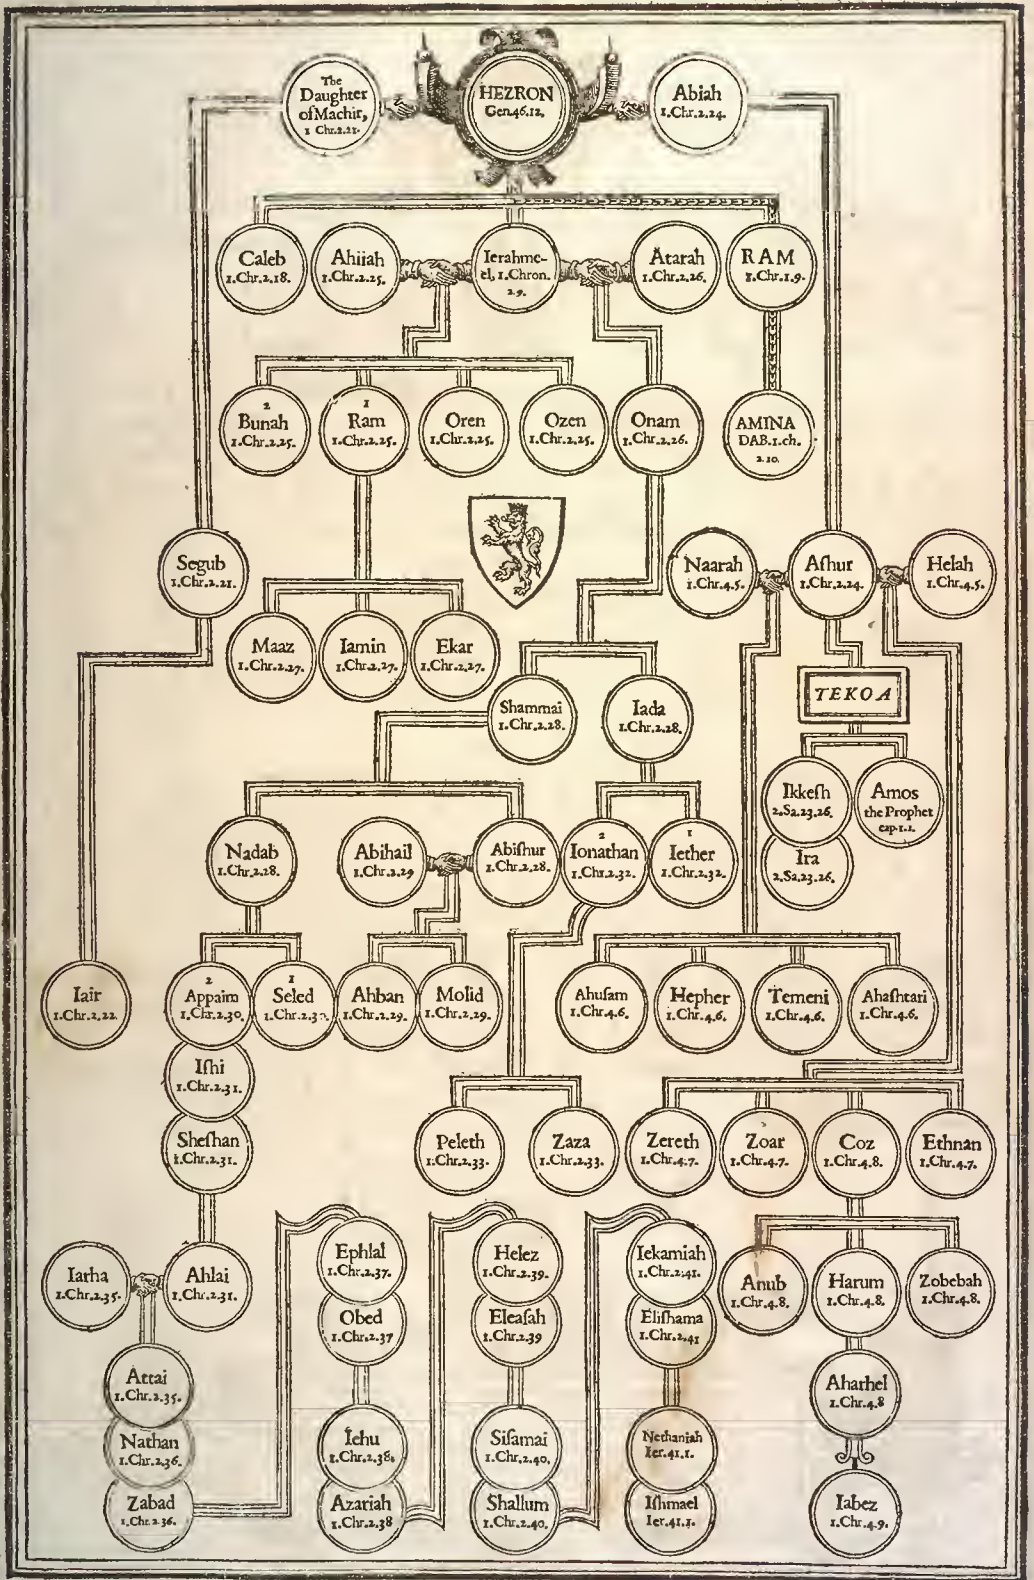 The
Daughter
of Machir,
1 Chr.2.21.
HEZRON
Gen.46.12.
Abiah
1.Chr.2.24.
Caleb
1.Chr.2.18.
Ahiiah
1.Chr.2.25.
Ierahme-
el, 1.Chron.
2.9.
Atarah
1.Chr.2.26.
RAM
1.Chr.1.9.
2
Bunah
1.Chr.2.25.
1
Ram
1.Chr.2.25.
Oren
1.Chr.2.25.
Ozen
1.Chr.2.25.
Onam
1.Chr.2.26.
AMINA
DAB.1.ch.
2.10.
Segub
1.Chr.2.21.
Naarah
1.Chr.4.5.
Aſhur
1.Chr.2.24.
Helah
1.Chr.4.5.
Maaz
1.Chr.2.27.
Iamin
1.Chr.2.27.
Ekar
1.Chr.2.27.
Shammai
1.Chr.2.28.
Iada
1.Chr.2.28.
TEKOA
Ikkeſh
2.Sa.23.26.
Amos
the Prophet
cap.1.1.
Nadab
1.Chr.2.28.
Abihail
1.Chr.2.29
Abiſhur
1.Chr.2.28.
2
Ionathan
1.Chr.2.32.
1
Iether
1.Chr.2.32.
Ira
2.Sa.23.26.
Iair
1.Chr.2.22.
2
Appaim
1.Chr.2.30.
1
Seled
Ahban
1.Chr.2.29.
Molid
1.Chr.2.29.
Ahuſam
1.Chr.4.6.
Hepher
1.Chr.4.6.
Temeni
1.Chr.4.6.
Ahaſhtari
1.Chr.4.6.
Iſhi
1.Chr.2.31.
Sheſhan
1.Chr.2.31.
Peleth
1.Chr.2.33.
Zaza
1.Chr.2.33.
Zereth
1.Chr.4.7.
Zoar
1.Chr.4.7.
Coz
1.Chr.4.8.
Ethnan
1.Chr.4.7.
Iarha
1.Chr.2.35.
Ahlai
1.Chr.2.31.
Ephlal
1.Chr.2.37.
Helez
1.Chr.2.39.
Iekamiah
1.Chr.2.41.
Anub
1.Chr.4.8.
Harum
1.Chr.4.8.
Zobebah
1.Chr.4.8.
Obed
1.Chr.2.37
Eleaſah
1.Chr.2.39
Eliſhama
1.Chr.2.41
Attai
1.Chr.2.35.
Aharhel
1.Chr.4.8
Nathan
1.Chr.2.36.
Iehu
1.Chr.2.38.
Siſamai
1.Chr.2.40.
Nethaniah
Ier.41.1.
Zabad
1.Chr.2.36.
Azariah
1.Chr.2.38
Shallum
1.Chr.2.40.
Iſhmael
Ier.41.1.
Iabez
1.Chr.4.9.